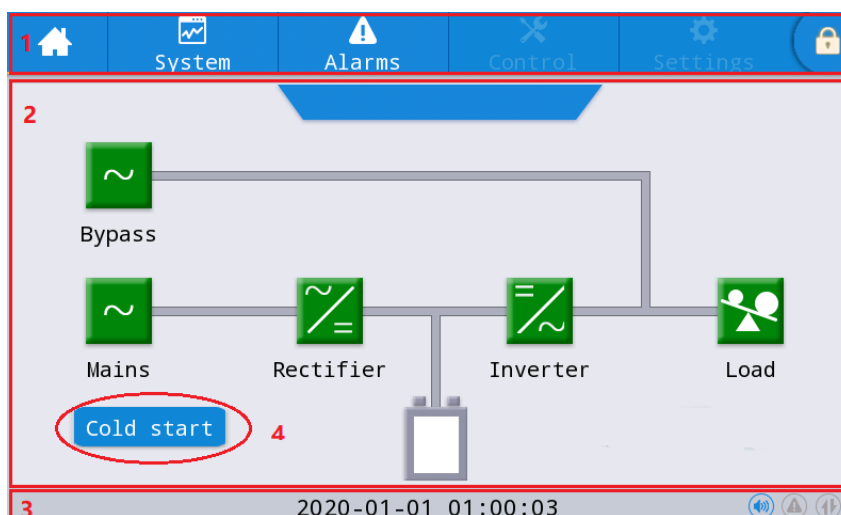 1
System
Alarms
Control
Settings
2
Bypass
Mains
Rectifier
Inverter
Load
Cold start
4
3
2020-01-01 01:00:03